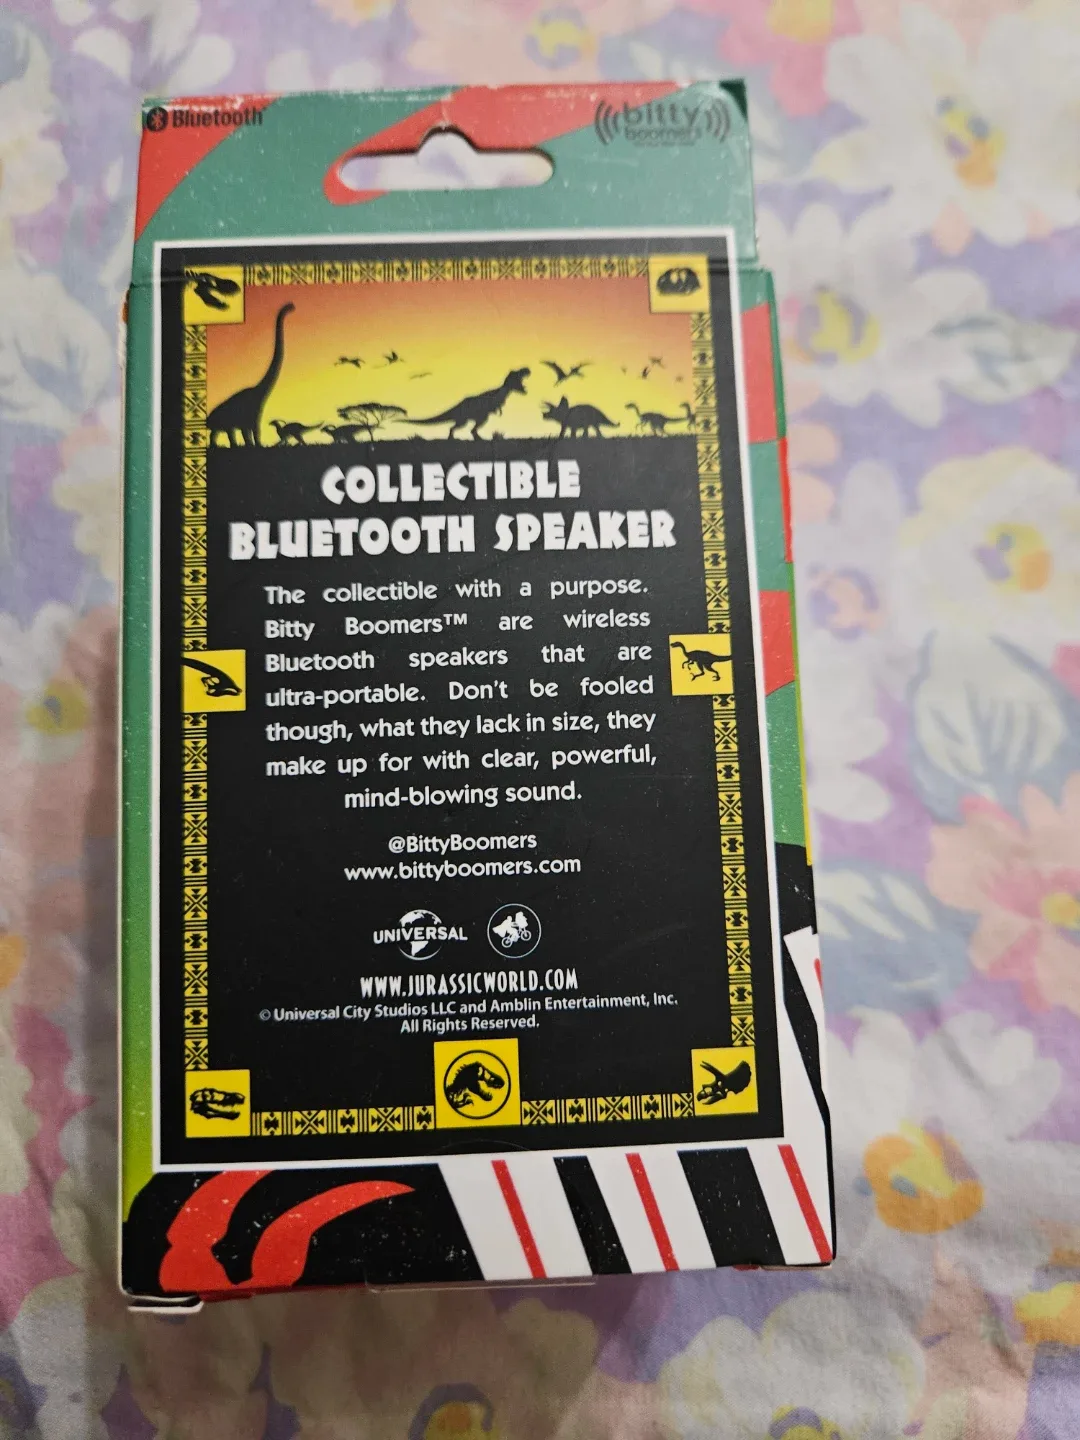 Bluetooth
bitty
boomers
COLLECTIBLE
BLUETOOTH SPEAKER
The collectible with a purpose.
Bitty Boomers™ are wireless
Bluetooth speakers that are
ultra-portable. Don't be fooled
though, what they lack in size, they
make up for with clear, powerful,
mind-blowing sound.
@BittyBoomers
www.bittyboomers.com
UNIVERSAL
WWW.JURASSICWORLD.COM
© Universal City Studios LLC and Amblin Entertainment, Inc.
All Rights Reserved.